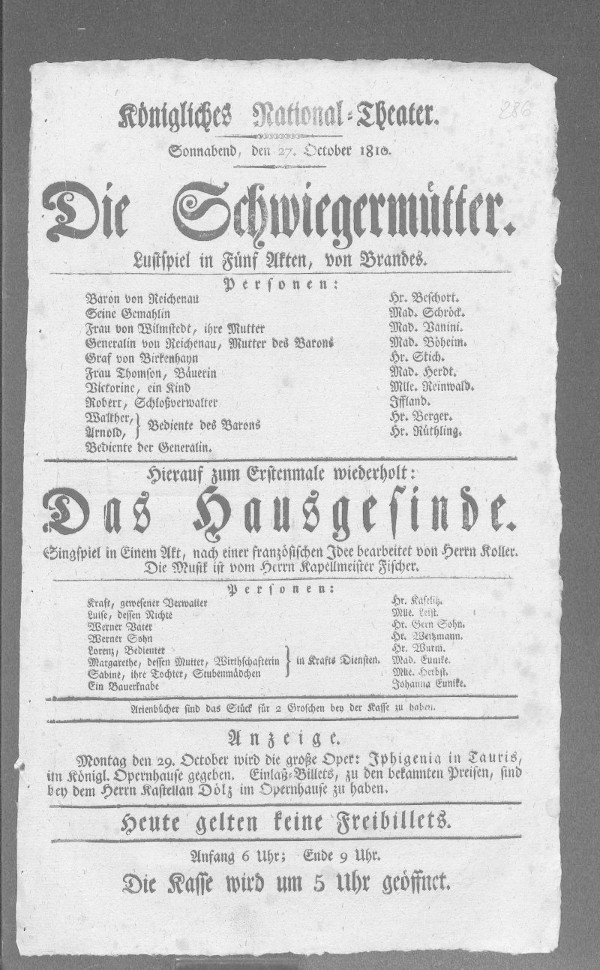 286
Königliches National-Theater.
Sonnabend, den 27. October 1810.
Die Schwiegermütter.
Lustspiel in Fünf Akten, von Brandes.
Personen:
Baron von Reichenau Hr. Beschort.
Seine Gemahlin Mad. Schröck.
Frau von Wilmstedt, ihre Mutter Mad. Vanini.
Generalin von Reichenau, Mutter des Barons Mad. Böheim.
Graf von Birkenhayn Hr. Stich.
Frau Thomson, Bäuerin Mad. Herdt.
Victorine, ein Kind Mlle. Reinwald.
Robert, Schloßverwalter Iffland.
Walther, } Bediente des Barons Hr. Berger.
Arnold, Hr. Rüthling.
Bediente der Generalin.
Hierauf zum Erstenmale wiederholt:
Das Hausgesinde.
Singspiel in Einem Akt, nach einer französischen Idee bearbeitet von Herrn Koller.
Die Musik ist vom Herrn Kapellmeister Fischer.
Personen:
Kraft, gewesener Verwalter Hr. Kaselitz.
Luise, dessen Nichte Mlle. Leist.
Werner Vater Hr. Gern Sohn.
Werner Sohn Hr. Weitzmann.
Lorenz, Bedienter Hr. Wurm.
Margarethe, dessen Mutter, Wirthschafterin } in Krafts Diensten. Mad. Eunike.
Sabine, ihre Tochter, Stubenmädchen Mlle. Herbst.
Ein Bauerknabe Johanna Eunike.
Arienbücher sind das Stück für 2 Groschen bey der Kasse zu haben.
Anzeige.
Montag den 29. October wird die große Oper: Iphigenia in Tauris,
im Königl. Opernhause gegeben. Einlaß-Billets, zu den bekannten Preisen, sind
bey dem Herrn Kastellan Dölz im Opernhause zu haben.
Heute gelten keine Freibillets.
Anfang 6 Uhr; Ende 9 Uhr.
Die Kasse wird um 5 Uhr geöffnet.